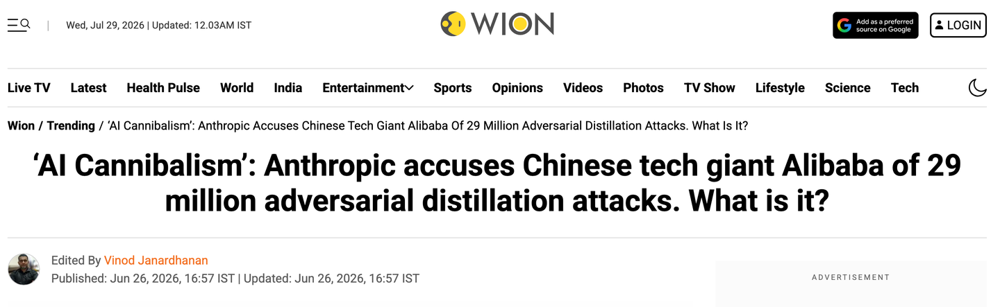 Wed, Jul 29, 2026 | Updated: 12.03AM IST
WION
Add as a preferred
source on Google
LOGIN
Live TV Latest Health Pulse World India Entertainment Sports Opinions Videos Photos TV Show Lifestyle Science Tech
Wion / Trending / ‘AI Cannibalism’: Anthropic Accuses Chinese Tech Giant Alibaba Of 29 Million Adversarial Distillation Attacks. What Is It?
‘AI Cannibalism’: Anthropic accuses Chinese tech giant Alibaba of 29
million adversarial distillation attacks. What is it?
Edited By Vinod Janardhanan
Published: Jun 26, 2026, 16:57 IST | Updated: Jun 26, 2026, 16:57 IST
ADVERTISEMENT